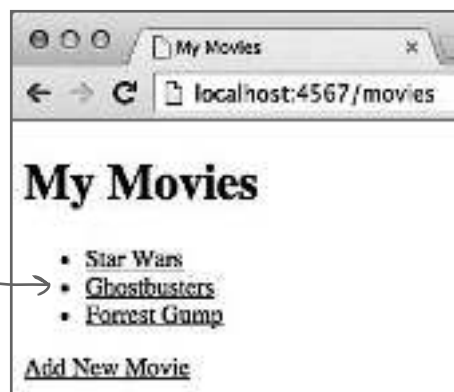 My Movies
localhost:4567/movies
My Movies
• Star Wars
• Ghostbusters
• Forrest Gump
Add New Movie